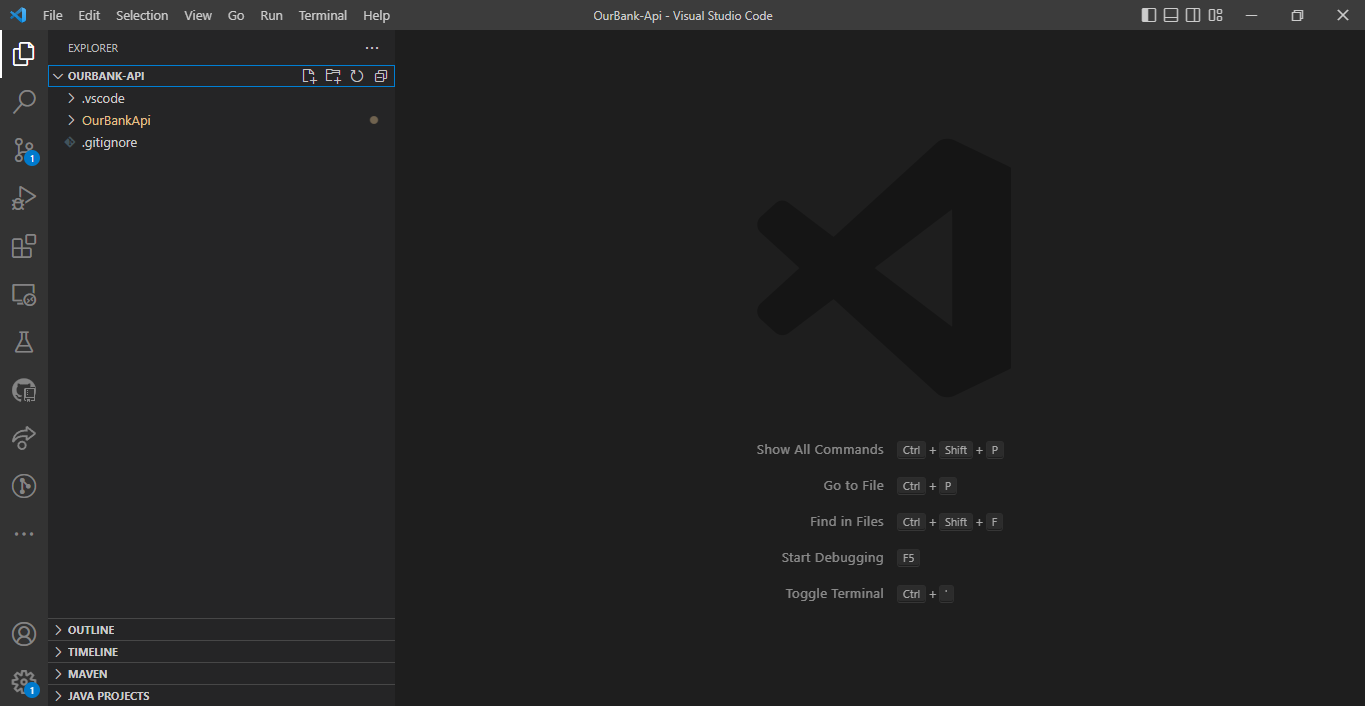 File Edit Selection View Go Run Terminal Help
OurBank-Api - Visual Studio Code
EXPLORER
OURBANK-API
.vscode
OurBankApi
.gitignore
1
Show All Commands Ctrl + Shift + P
Go to File Ctrl + P
Find in Files Ctrl + Shift + F
Start Debugging F5
Toggle Terminal Ctrl + '
OUTLINE
TIMELINE
MAVEN
1
JAVA PROJECTS